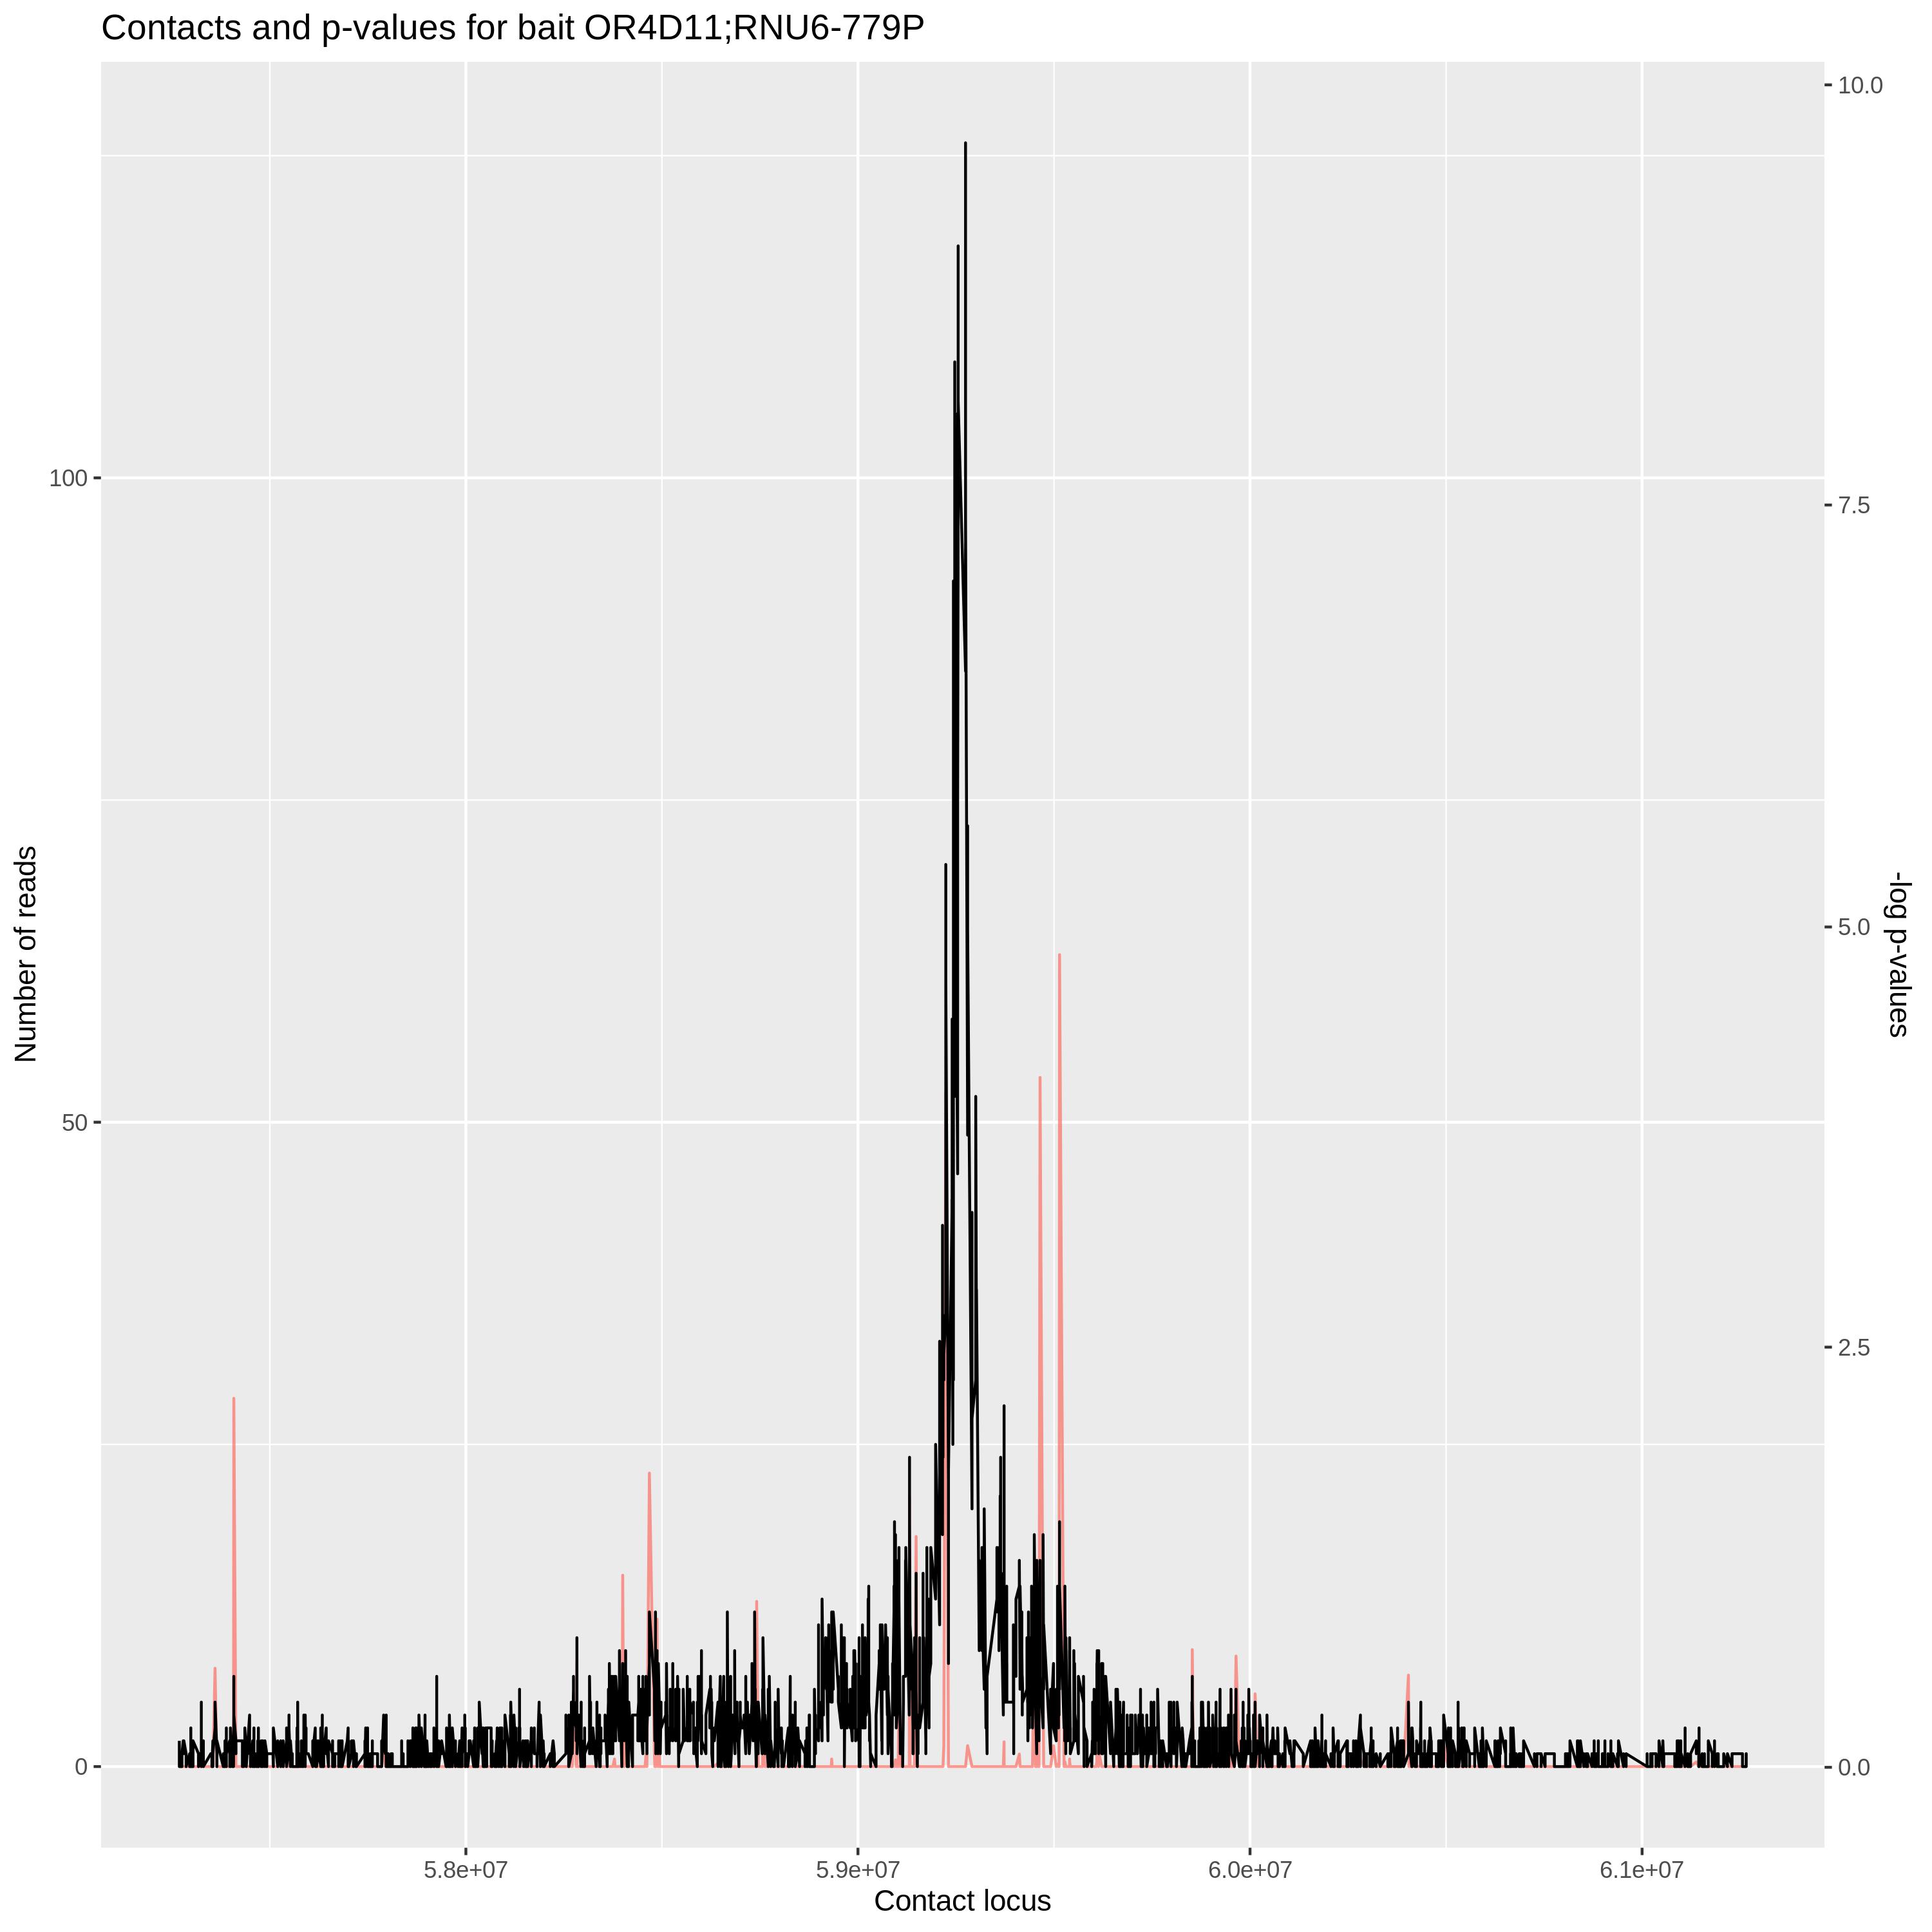 Contacts and p-values for bait OR4D11;RNU6-779P
10.0
100
7.5
5.0
Number of reads
-log p-values
50
2.5
0
0.0
5.8e+07
5.9e+07
6.0e+07
6.1e+07
Contact locus